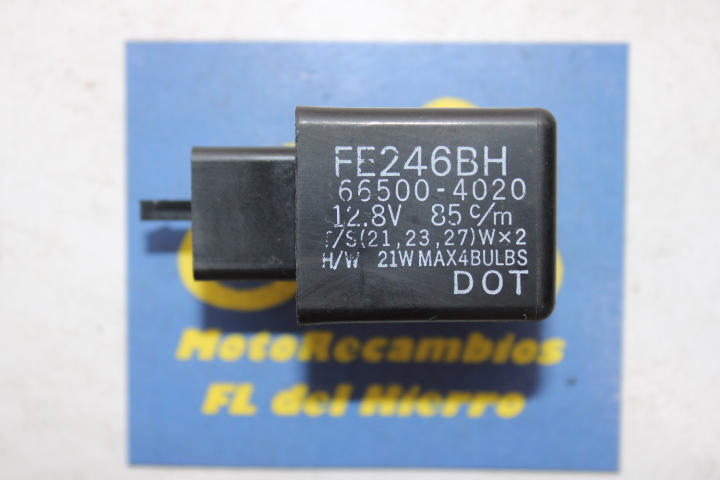 FE246BH
66500-4020
12.8V 85 c/m
/S(21,23,27)W×2
H/W 21W MAX4BULBS
DOT
MotoRecambios
FL del Hierro